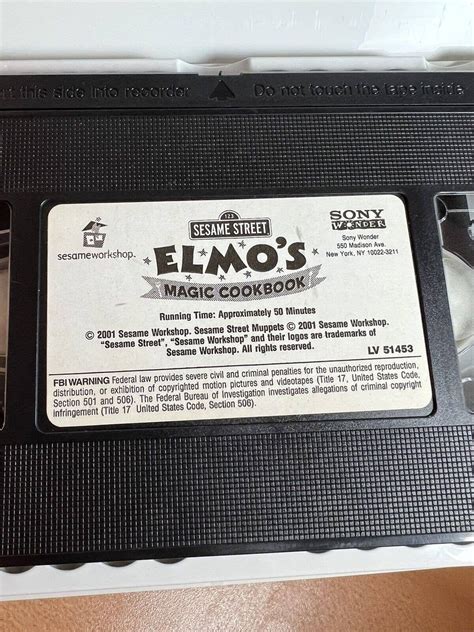 t this side into recorder Do not touch the tape inside
123
SESAME STREET
sesameworkshop.
SONY
WONDER
Sony Wonder
550 Madison Ave.
New York, NY 10022-3211
ELMO'S
MAGIC COOKBOOK
Running Time: Approximately 50 Minutes
© 2001 Sesame Workshop. Sesame Street Muppets © 2001 Sesame Workshop.
"Sesame Street", "Sesame Workshop" and their logos are trademarks of
Sesame Workshop. All rights reserved.
LV 51453
FBI WARNING Federal law provides severe civil and criminal penalties for the unauthorized reproduction,
distribution, or exhibition of copyrighted motion pictures and videotapes (Title 17, United States Code,
Section 501 and 506). The Federal Bureau of Investigation investigates allegations of criminal copyright
infringement (Title 17 United States Code, Section 506).